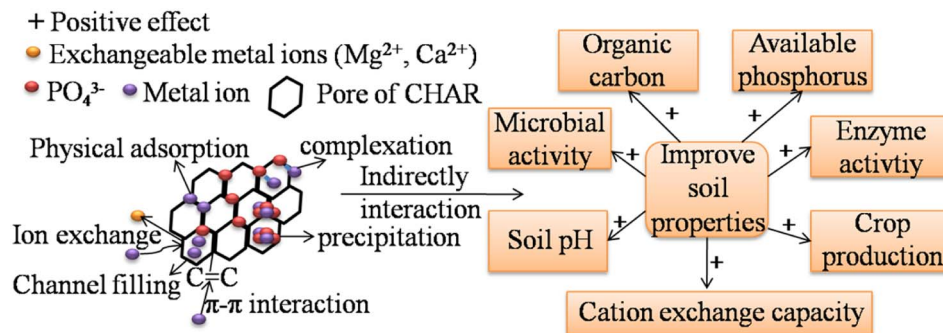 + Positive effect
Exchangeable metal ions (Mg²⁺, Ca²⁺)
PO₄³⁻ Metal ion Pore of CHAR
Physical adsorption
complexation
Ion exchange
precipitation
Channel filling
C=C
π-π interaction
Indirectly
interaction
Organic
carbon
Available
phosphorus
+
+
Microbial
activity
+
Improve
soil
properties
+
Enzyme
activtiy
Soil pH
+
+
Crop
production
+
Cation exchange capacity